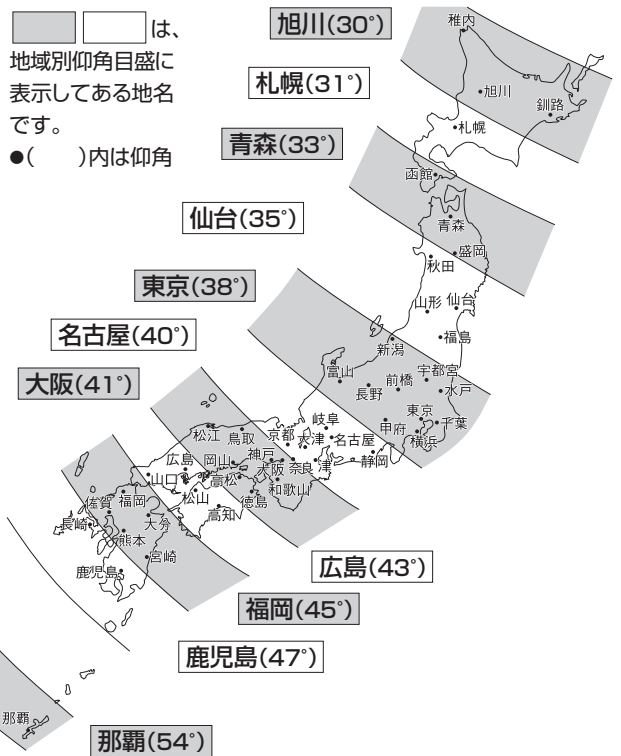 は、
地域別仰角目盛に
表示してある地名
です。
●(　　)内は仰角
旭川(30°)
札幌(31°)
青森(33°)
仙台(35°)
東京(38°)
名古屋(40°)
大阪(41°)
広島(43°)
福岡(45°)
鹿児島(47°)
那覇(54°)
稚内
旭川
釧路
札幌
函館
青森
盛岡
秋田
山形
仙台
福島
新潟
富山
長野
前橋
宇都宮
水戸
東京
千葉
甲府
横浜
岐阜
名古屋
静岡
京都
大津
津
奈良
神戸
大阪
和歌山
鳥取
松江
岡山
広島
山口
高松
徳島
松山
高知
福岡
佐賀
長崎
大分
熊本
宮崎
鹿児島
那覇